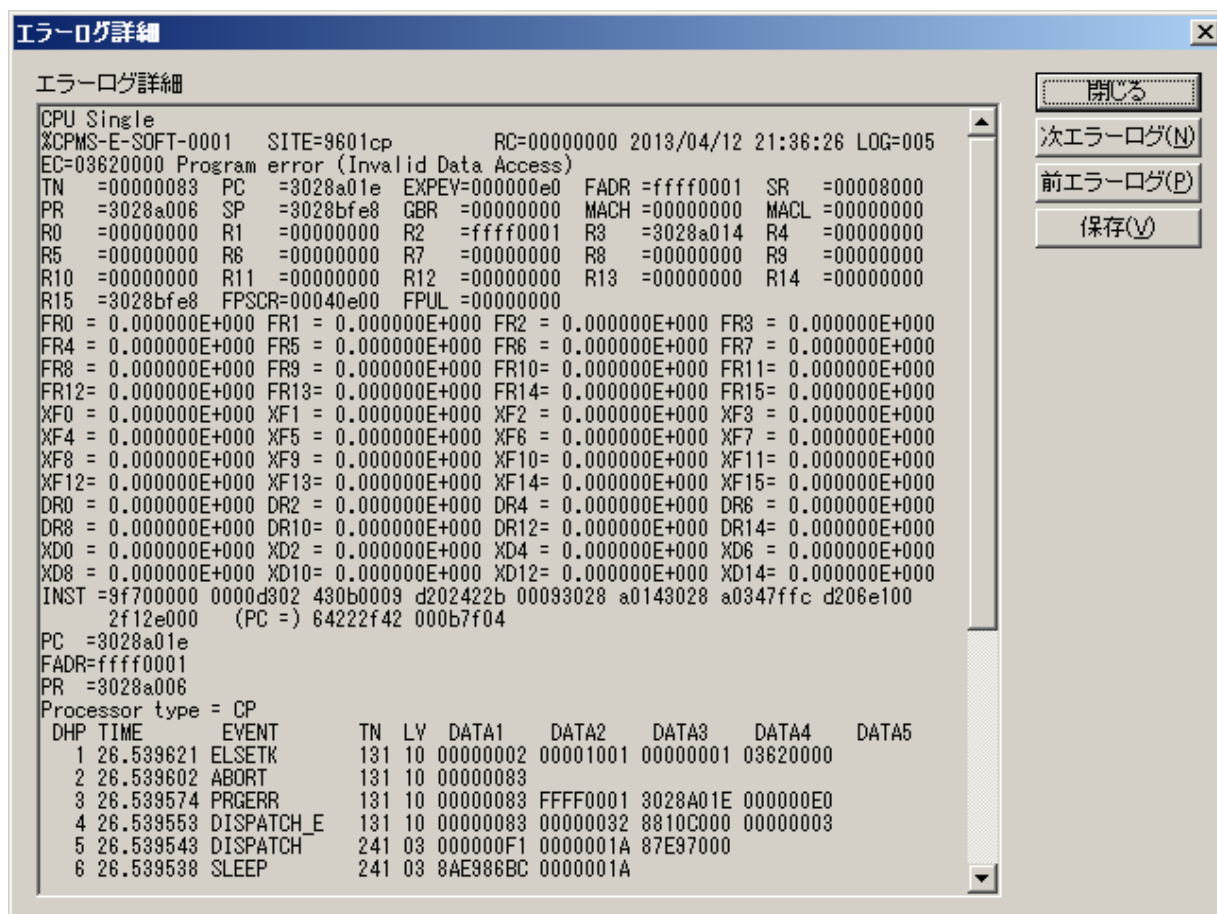 エラーログ詳細
エラーログ詳細
CPU Single
%CPMS-E-SOFT-0001 SITE=9601cp RC=00000000 2013/04/12 21:36:26 LOG=005
EC=03620000 Program error (Invalid Data Access)
TN =00000083 PC =3028a01e EXPEV=000000e0 FADR =ffff0001 SR =00008000
PR =3028a006 SP =3028bfe8 GBR =00000000 MACH =00000000 MACL =00000000
R0 =00000000 R1 =00000000 R2 =ffff0001 R3 =3028a014 R4 =00000000
R5 =00000000 R6 =00000000 R7 =00000000 R8 =00000000 R9 =00000000
R10 =00000000 R11 =00000000 R12 =00000000 R13 =00000000 R14 =00000000
R15 =3028bfe8 FPSCR=00040e00 FPUL =00000000
FR0 = 0.000000E+000 FR1 = 0.000000E+000 FR2 = 0.000000E+000 FR3 = 0.000000E+000
FR4 = 0.000000E+000 FR5 = 0.000000E+000 FR6 = 0.000000E+000 FR7 = 0.000000E+000
FR8 = 0.000000E+000 FR9 = 0.000000E+000 FR10= 0.000000E+000 FR11= 0.000000E+000
FR12= 0.000000E+000 FR13= 0.000000E+000 FR14= 0.000000E+000 FR15= 0.000000E+000
XF0 = 0.000000E+000 XF1 = 0.000000E+000 XF2 = 0.000000E+000 XF3 = 0.000000E+000
XF4 = 0.000000E+000 XF5 = 0.000000E+000 XF6 = 0.000000E+000 XF7 = 0.000000E+000
XF8 = 0.000000E+000 XF9 = 0.000000E+000 XF10= 0.000000E+000 XF11= 0.000000E+000
XF12= 0.000000E+000 XF13= 0.000000E+000 XF14= 0.000000E+000 XF15= 0.000000E+000
DR0 = 0.000000E+000 DR2 = 0.000000E+000 DR4 = 0.000000E+000 DR6 = 0.000000E+000
DR8 = 0.000000E+000 DR10= 0.000000E+000 DR12= 0.000000E+000 DR14= 0.000000E+000
XD0 = 0.000000E+000 XD2 = 0.000000E+000 XD4 = 0.000000E+000 XD6 = 0.000000E+000
XD8 = 0.000000E+000 XD10= 0.000000E+000 XD12= 0.000000E+000 XD14= 0.000000E+000
INST =9f700000 0000d302 430b0009 d202422b 00093028 a0143028 a0347ffc d206e100
2f12e000 (PC =) 64222f42 000b7f04
PC =3028a01e
FADR=ffff0001
PR =3028a006
Processor type = CP
DHP TIME EVENT TN LV DATA1 DATA2 DATA3 DATA4 DATA5
1 26.539621 ELSETK 131 10 00000002 00001001 00000001 03620000
2 26.539602 ABORT 131 10 00000083
3 26.539574 PRGERR 131 10 00000083 FFFF0001 3028A01E 000000E0
4 26.539553 DISPATCH_E 131 10 00000083 00000032 8810C000 00000003
5 26.539543 DISPATCH 241 03 000000F1 0000001A 87E97000
6 26.539538 SLEEP 241 03 8AE986BC 0000001A
閉じる
次エラーログ(N)
前エラーログ(P)
保存(V)